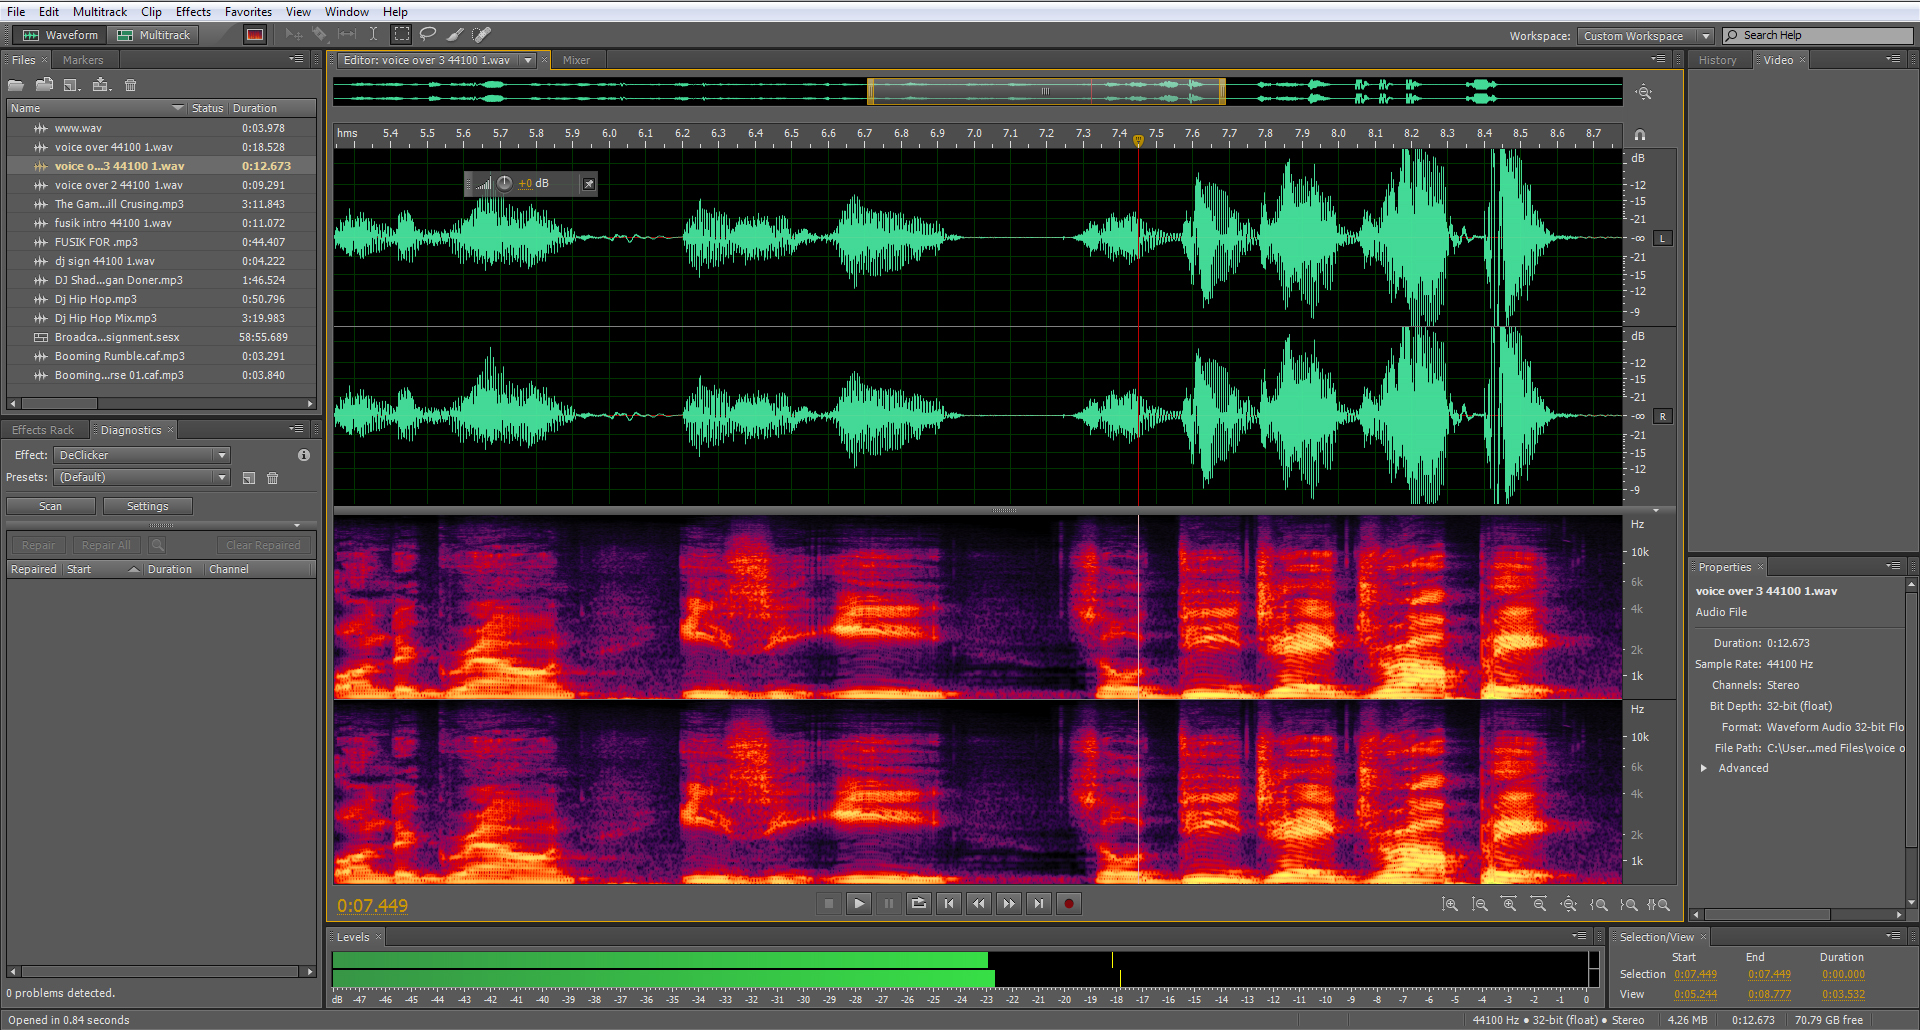 File Edit Multitrack Clip Effects Favorites View Window Help
Waveform Multitrack Workspace: Custom Workspace Search Help
Files × Markers
Name Status Duration
www.wav 0:03.978
voice over 44100 1.wav 0:18.528
voice o...3 44100 1.wav 0:12.673
voice over 2 44100 1.wav 0:09.291
The Gam...ill Crusing.mp3 3:11.843
fusik intro 44100 1.wav 0:11.072
FUSIK FOR .mp3 0:44.407
dj sign 44100 1.wav 0:04.222
DJ Shad...gan Doner.mp3 1:46.524
Dj Hip Hop.mp3 0:50.796
Dj Hip Hop Mix.mp3 3:19.983
Broadca...signment.sesx 58:55.689
Booming Rumble.caf.mp3 0:03.291
Booming...rse 01.caf.mp3 0:03.840
Effects Rack Diagnostics ×
Effect: DeClicker
Presets: (Default)
Scan Settings
Repair Repair All Clear Repaired
Repaired Start Duration Channel
0 problems detected.
Opened in 0.84 seconds
Editor: voice over 3 44100 1.wav × Mixer
hms 5.4 5.5 5.6 5.7 5.8 5.9 6.0 6.1 6.2 6.3 6.4 6.5 6.6 6.7 6.8 6.9 7.0 7.1 7.2 7.3 7.4 7.5 7.6 7.7 7.8 7.9 8.0 8.1 8.2 8.3 8.4 8.5 8.6 8.7
+0 dB
dB
-12
-15
-21
-∞ L
-21
-15
-12
-9
dB
-12
-15
-21
-∞ R
-21
-15
-12
-9
Hz
10k
6k
4k
2k
1k
Hz
10k
6k
4k
2k
1k
0:07.449
Levels ×
dB -47 -46 -45 -44 -43 -42 -41 -40 -39 -38 -37 -36 -35 -34 -33 -32 -31 -30 -29 -28 -27 -26 -25 -24 -23 -22 -21 -20 -19 -18 -17 -16 -15 -14 -13 -12 -11 -10 -9 -8 -7 -6 -5 -4 -3 -2 -1 0
History Video ×
Properties ×
voice over 3 44100 1.wav
Audio File
Duration: 0:12.673
Sample Rate: 44100 Hz
Channels: Stereo
Bit Depth: 32-bit (float)
Format: Waveform Audio 32-bit Flo
File Path: C:\User...med Files\voice o
Advanced
Selection/View ×
Start End Duration
Selection 0:07.449 0:07.449 0:00.000
View 0:05.244 0:08.777 0:03.532
44100 Hz ● 32-bit (float) ● Stereo 4.26 MB 0:12.673 70.79 GB free